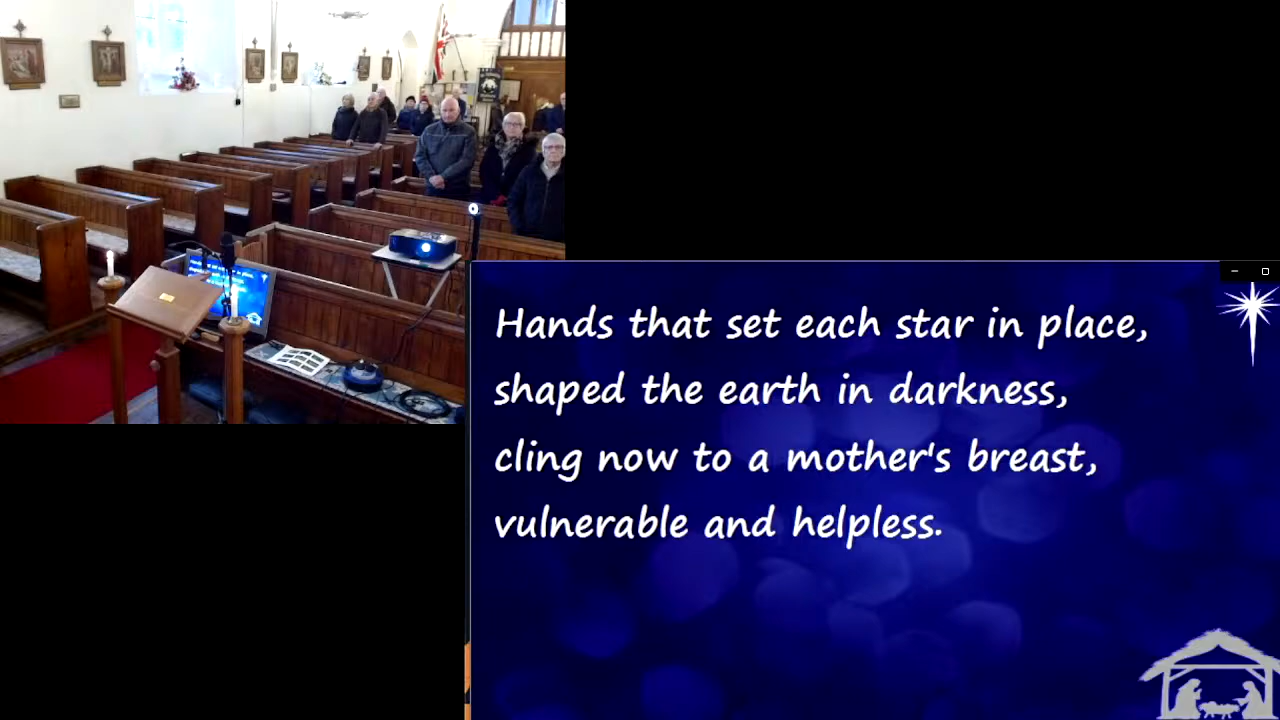 Hands that set each star in place,
shaped the earth in darkness,
cling now to a mother's breast,
vulnerable and helpless.